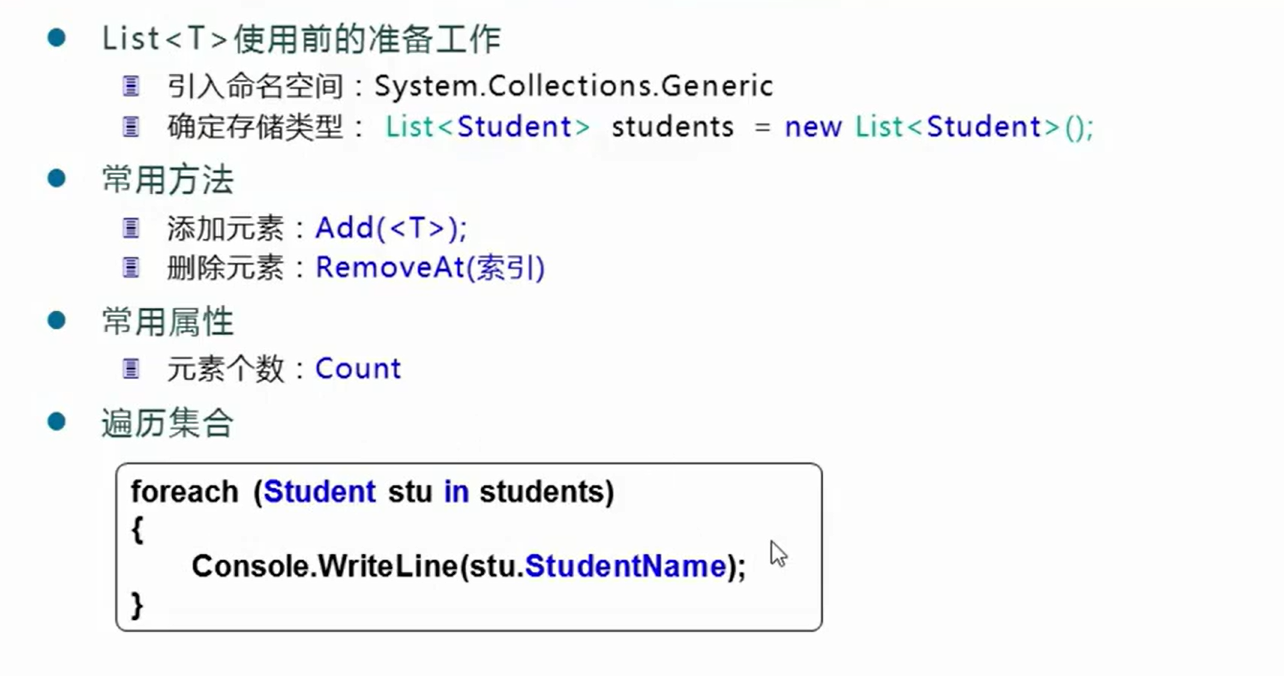 List<T>使用前的准备工作
引入命名空间：System.Collections.Generic
确定存储类型： List<Student> students = new List<Student>();
常用方法
添加元素：Add(<T>);
删除元素：RemoveAt(索引)
常用属性
元素个数：Count
遍历集合
foreach (Student stu in students)
{
Console.WriteLine(stu.StudentName);
}